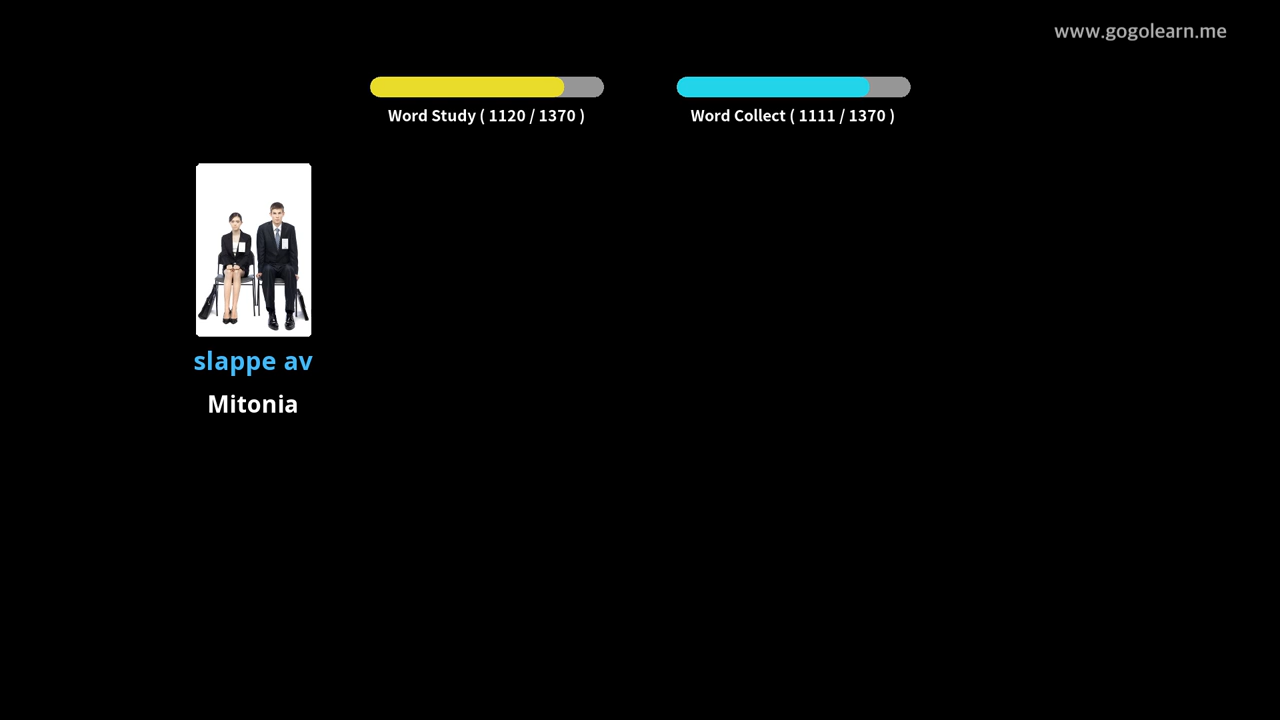 www.gogolearn.me
Word Study ( 1120 / 1370 )
Word Collect ( 1111 / 1370 )
slappe av
Mitonia